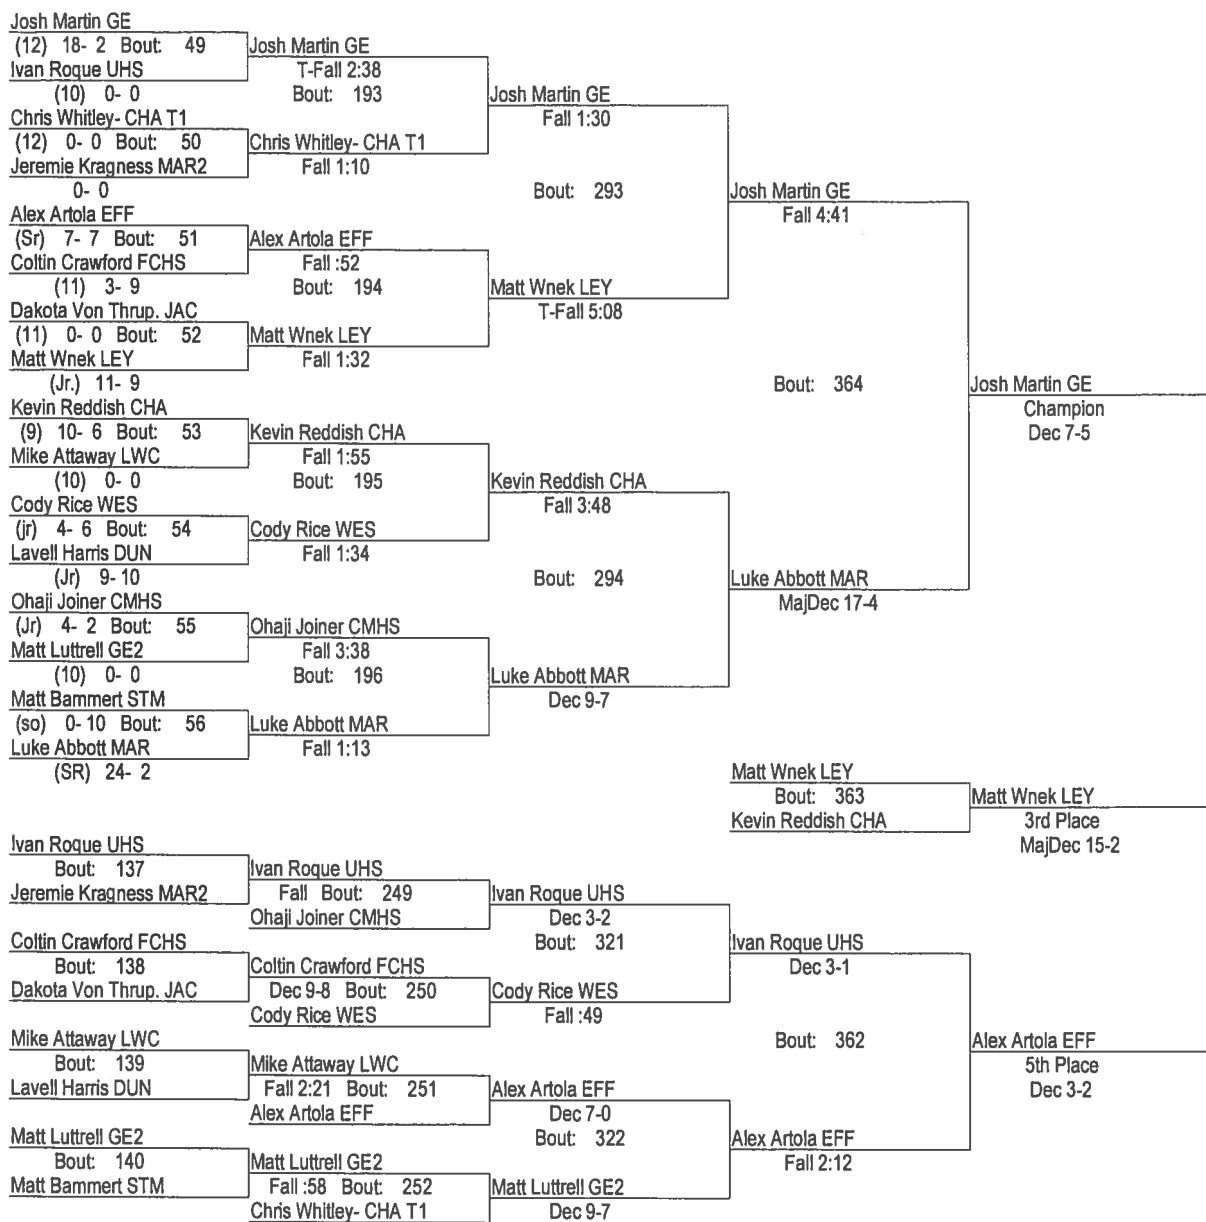 Josh Martin GE
(12) 18- 2 Bout: 49
Ivan Roque UHS
(10) 0- 0
Chris Whitley- CHA T1
(12) 0- 0 Bout: 50
Jeremie Kragness MAR2
0- 0
Alex Artola EFF
(Sr) 7- 7 Bout: 51
Coltin Crawford FCHS
(11) 3- 9
Dakota Von Thrup. JAC
(11) 0- 0 Bout: 52
Matt Wnek LEY
(Jr.) 11- 9
Kevin Reddish CHA
(9) 10- 6 Bout: 53
Mike Attaway LWC
(10) 0- 0
Cody Rice WES
(jr) 4- 6 Bout: 54
Lavell Harris DUN
(Jr) 9- 10
Ohaji Joiner CMHS
(Jr) 4- 2 Bout: 55
Matt Luttrell GE2
(10) 0- 0
Matt Bammert STM
(so) 0- 10 Bout: 56
Luke Abbott MAR
(SR) 24- 2
Josh Martin GE
T-Fall 2:38
Bout: 193
Chris Whitley- CHA T1
Fall 1:10
Alex Artola EFF
Fall :52
Bout: 194
Matt Wnek LEY
Fall 1:32
Kevin Reddish CHA
Fall 1:55
Bout: 195
Cody Rice WES
Fall 1:34
Ohaji Joiner CMHS
Fall 3:38
Bout: 196
Luke Abbott MAR
Fall 1:13
Josh Martin GE
Fall 1:30
Bout: 293
Matt Wnek LEY
T-Fall 5:08
Kevin Reddish CHA
Fall 3:48
Bout: 294
Luke Abbott MAR
Dec 9-7
Josh Martin GE
Fall 4:41
Bout: 364
Luke Abbott MAR
MajDec 17-4
Josh Martin GE
Champion
Dec 7-5
Matt Wnek LEY
Bout: 363
Kevin Reddish CHA
Matt Wnek LEY
3rd Place
MajDec 15-2
Ivan Roque UHS
Bout: 137
Jeremie Kragness MAR2
Coltin Crawford FCHS
Bout: 138
Dakota Von Thrup. JAC
Mike Attaway LWC
Bout: 139
Lavell Harris DUN
Matt Luttrell GE2
Bout: 140
Matt Bammert STM
Ivan Roque UHS
Fall Bout: 249
Ohaji Joiner CMHS
Coltin Crawford FCHS
Dec 9-8 Bout: 250
Cody Rice WES
Mike Attaway LWC
Fall 2:21 Bout: 251
Alex Artola EFF
Matt Luttrell GE2
Fall :58 Bout: 252
Chris Whitley- CHA T1
Ivan Roque UHS
Dec 3-2
Bout: 321
Cody Rice WES
Fall :49
Alex Artola EFF
Dec 7-0
Bout: 322
Matt Luttrell GE2
Dec 9-7
Ivan Roque UHS
Dec 3-1
Bout: 362
Alex Artola EFF
Fall 2:12
Alex Artola EFF
5th Place
Dec 3-2